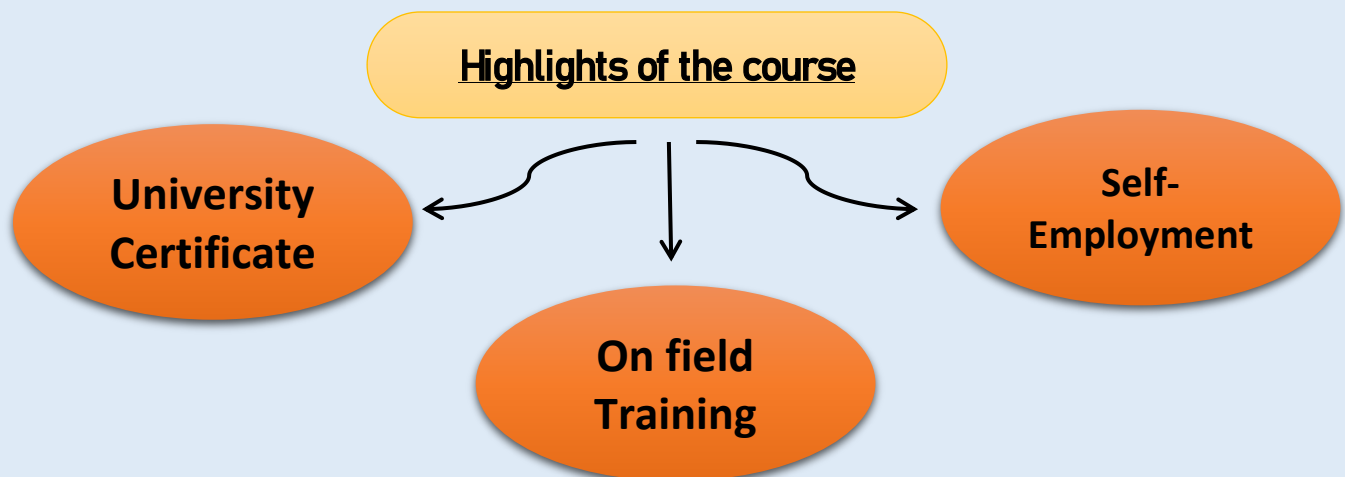 Highlights of the course
University
Certificate
On field
Training
Self-
Employment